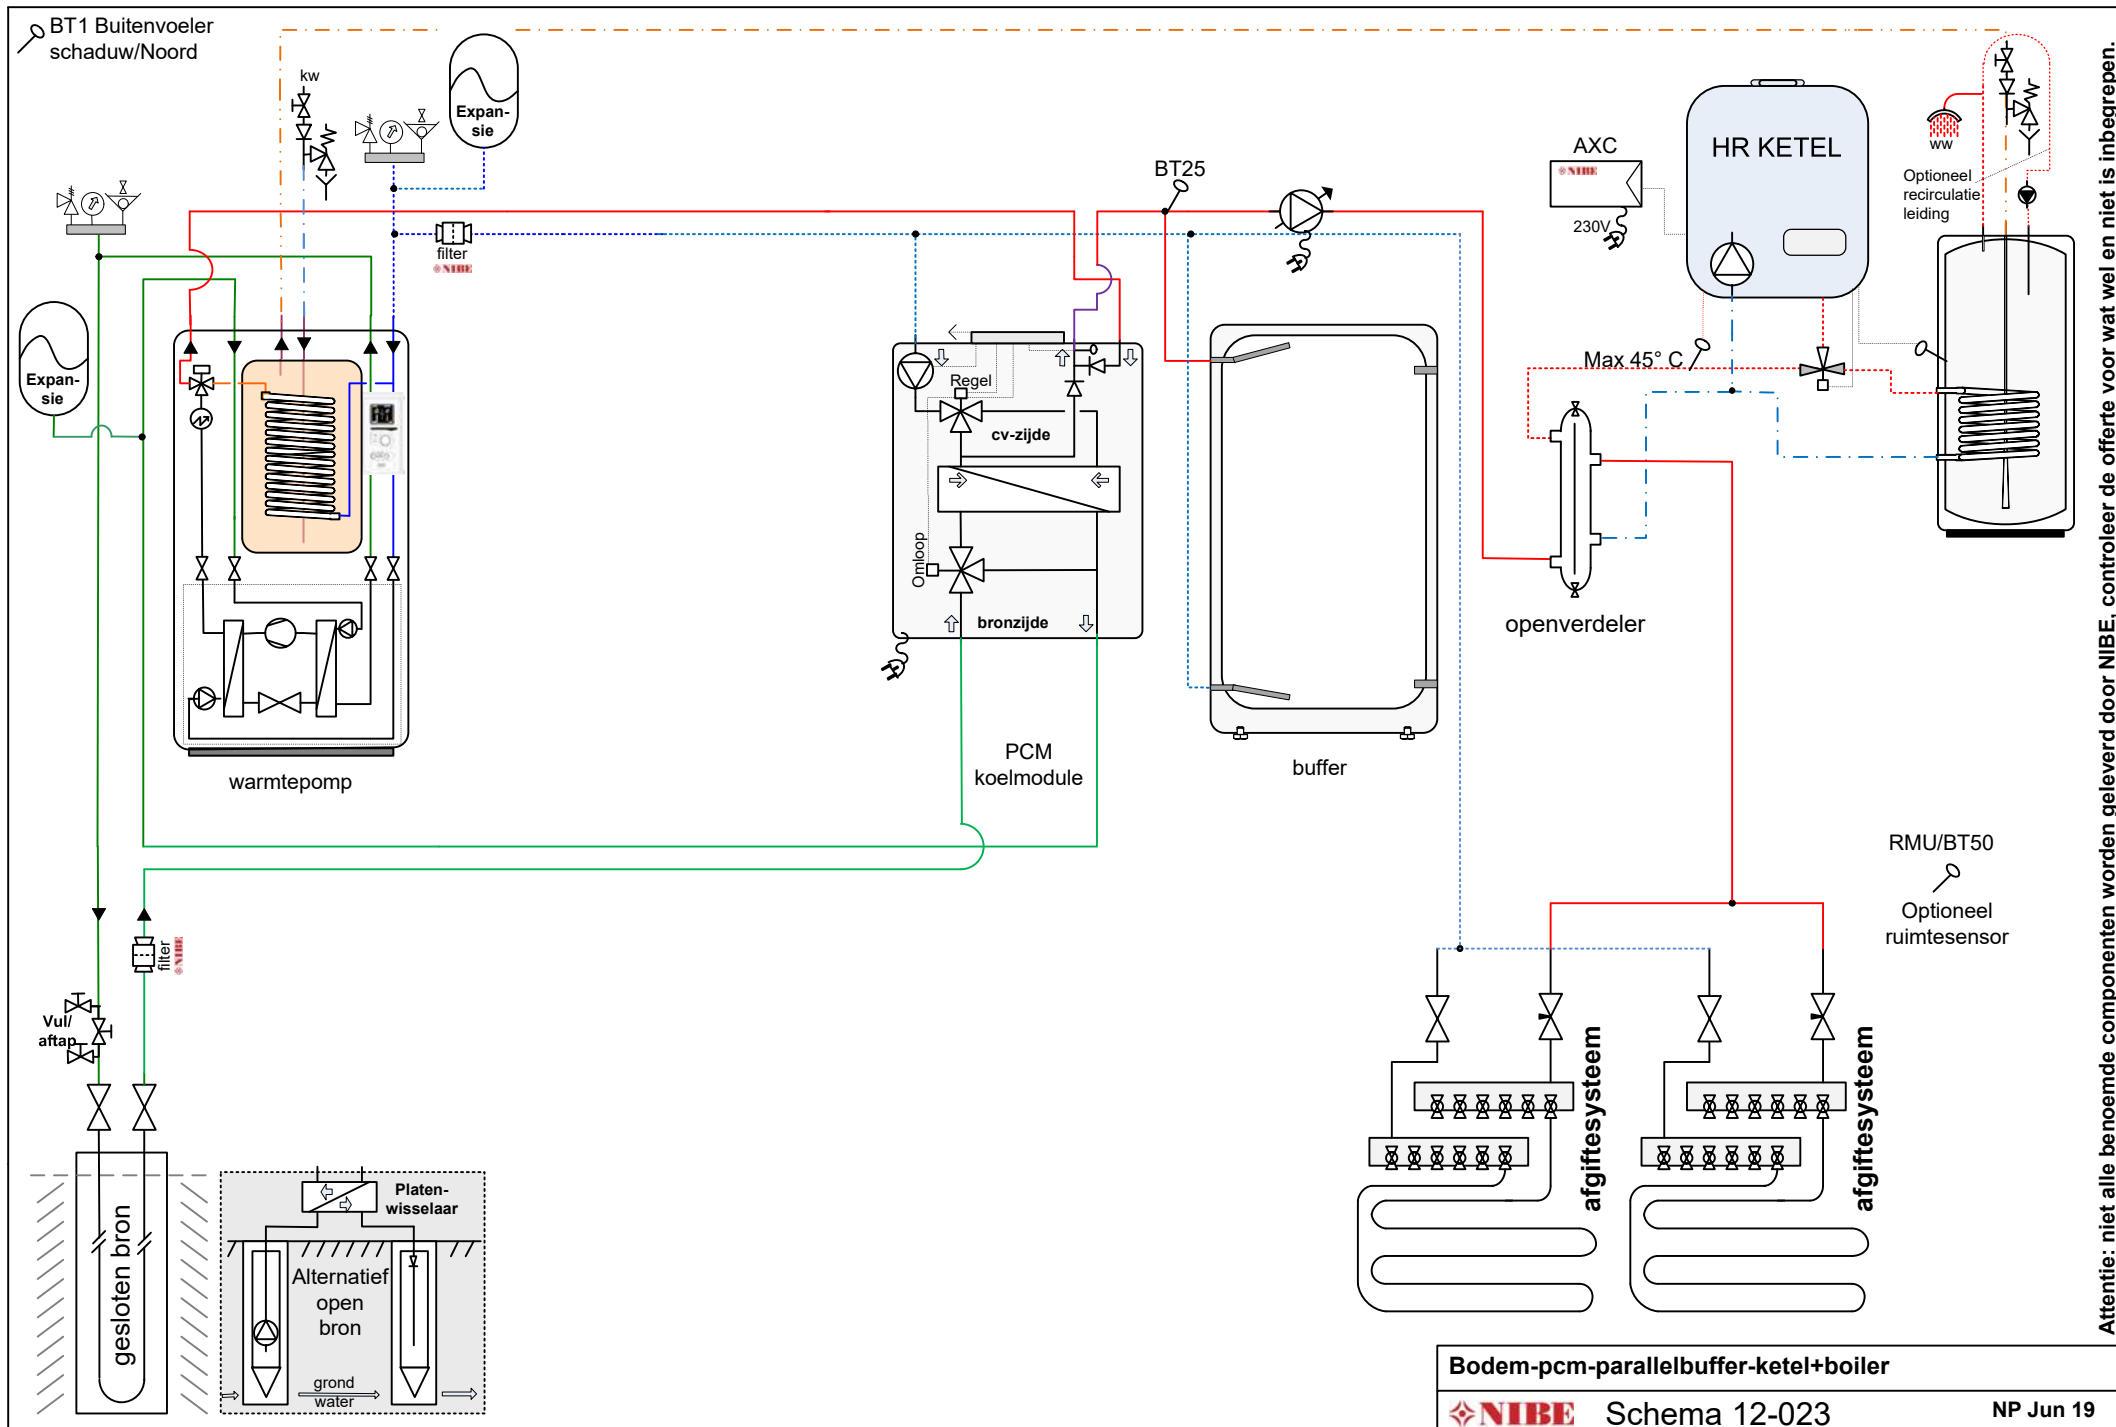 BT1 Buitenvoeler
schaduw/Noord
kw
Expan-
sie
BT25
AXC
NIBE
230V
HR KETEL
ww
Optioneel
recirculatie
leiding
filter
NIBE
Expan-
sie
Regel
cv-zijde
Omloop
bronzijde
Max 45° C
openverdeler
warmtepomp
PCM
koelmodule
buffer
RMU/BT50
Optioneel
ruimtesensor
filter
NIBE
Vul/
aftap
afgiftesysteem
afgiftesysteem
gesloten bron
Platen-
wisselaar
Alternatief
open
bron
grond
water
Attentie: niet alle benoemde componenten worden geleverd door NIBE, controleer de offerte voor wat wel en niet is inbegrepen.
Bodem-pcm-parallelbuffer-ketel+boiler
NIBE Schema 12-023 NP Jun 19